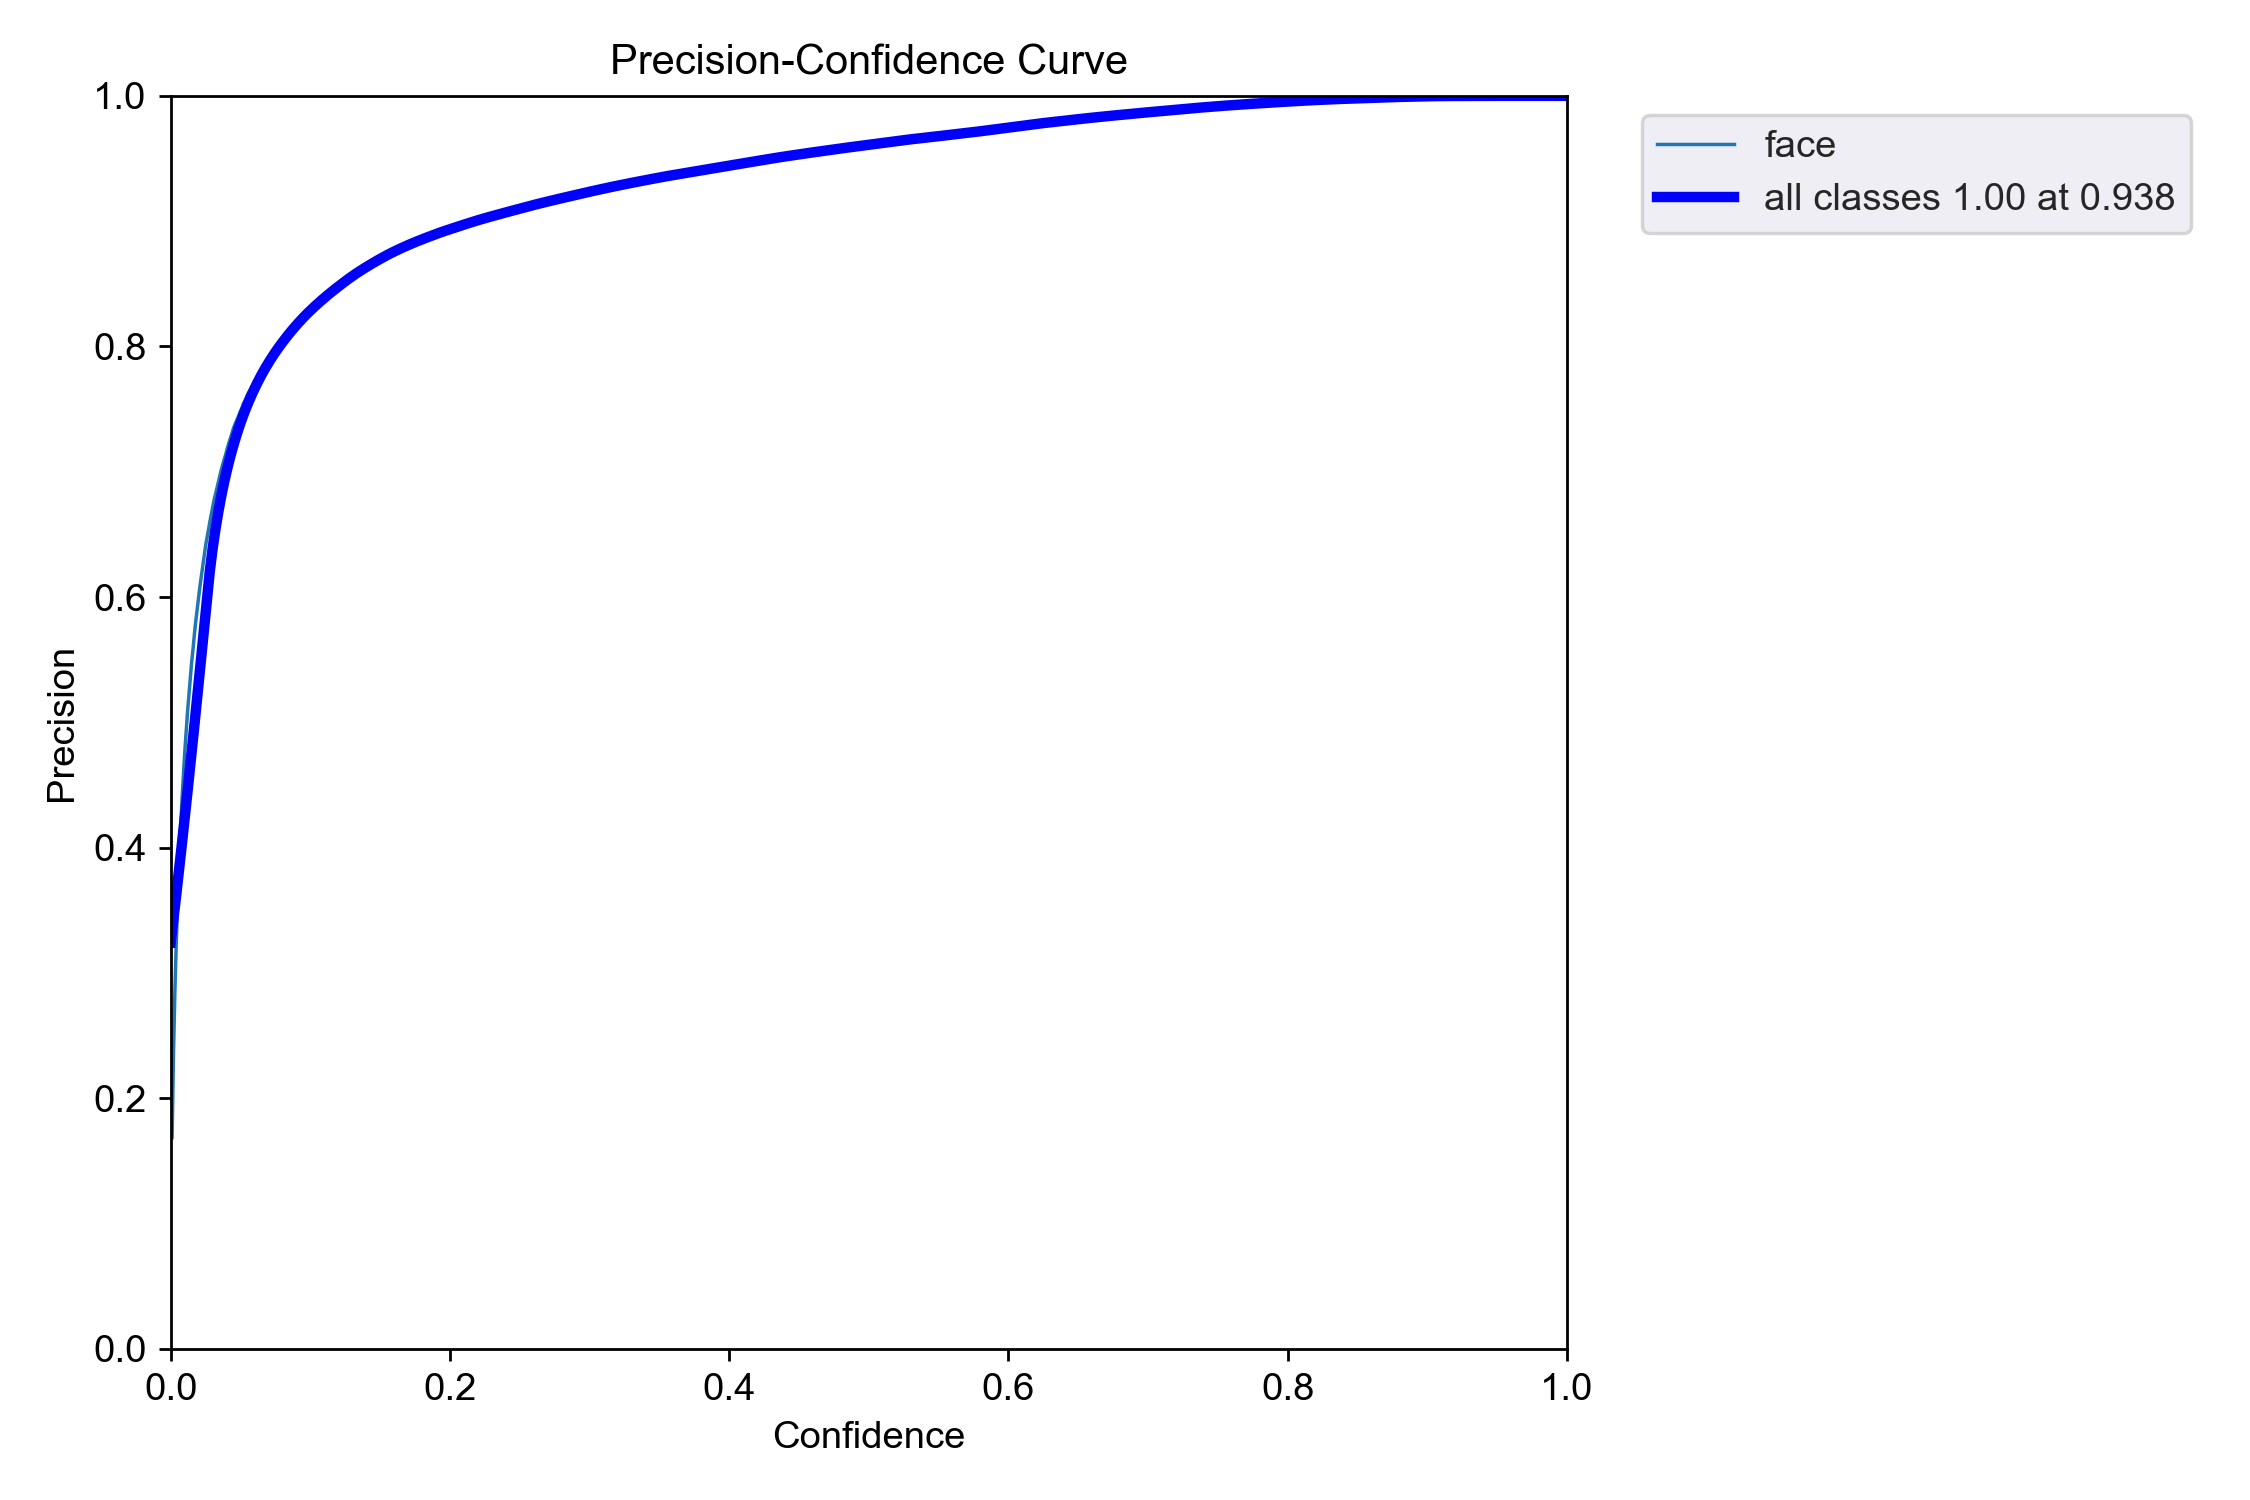 Precision-Confidence Curve
1.0
0.8
0.6
0.4
0.2
0.0
Precision
0.0 0.2 0.4 0.6 0.8 1.0
Confidence
face
all classes 1.00 at 0.938